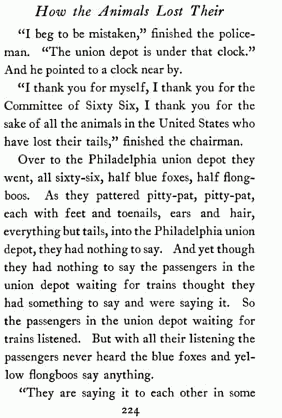 How the Animals Lost Their
"I beg to be mistaken," finished the police-
man. "The union depot is under that clock."
And he pointed to a clock near by.
"I thank you for myself, I thank you for the
Committee of Sixty Six, I thank you for the
sake of all the animals in the United States who
have lost their tails," finished the chairman.
Over to the Philadelphia union depot they
went, all sixty-six, half blue foxes, half flong-
boos. As they pattered pitty-pat, pitty-pat,
each with feet and toenails, ears and hair,
everything but tails, into the Philadelphia union
depot, they had nothing to say. And yet though
they had nothing to say the passengers in the
union depot waiting for trains thought they
had something to say and were saying it. So
the passengers in the union depot waiting for
trains listened. But with all their listening the
passengers never heard the blue foxes and yel-
low flongboos say anything.
"They are saying it to each other in some
224